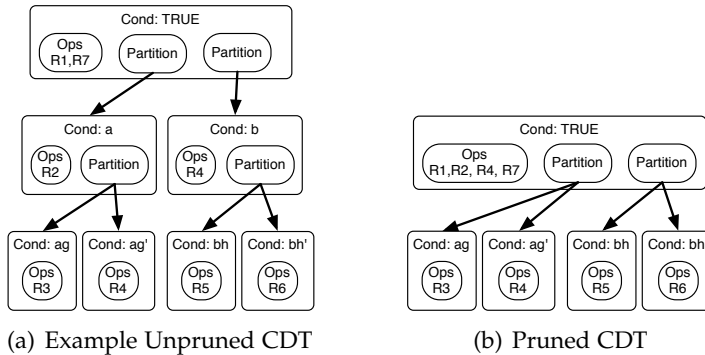 Cond: TRUE
Ops
R1,R7
Partition
Partition
Cond: a
Ops
R2
Partition
Cond: b
Ops
R4
Partition
Cond: ag
Ops
R3
Cond: ag'
Ops
R4
Cond: bh
Ops
R5
Cond: bh'
Ops
R6
(a) Example Unpruned CDT
Cond: TRUE
Ops
R1,R2, R4, R7
Partition
Partition
Cond: ag
Ops
R3
Cond: ag'
Ops
R4
Cond: bh
Ops
R5
Cond: bh
Ops
R6
(b) Pruned CDT